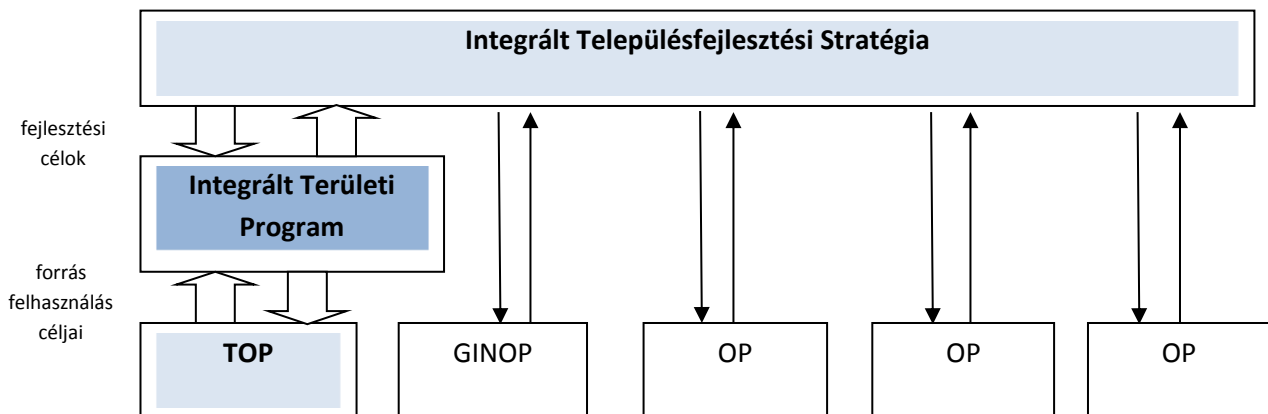 Integrált Településfejlesztési Stratégia
fejlesztési
célok
Integrált Területi
Program
forrás
felhasználás
céljai
TOP
GINOP
OP
OP
OP